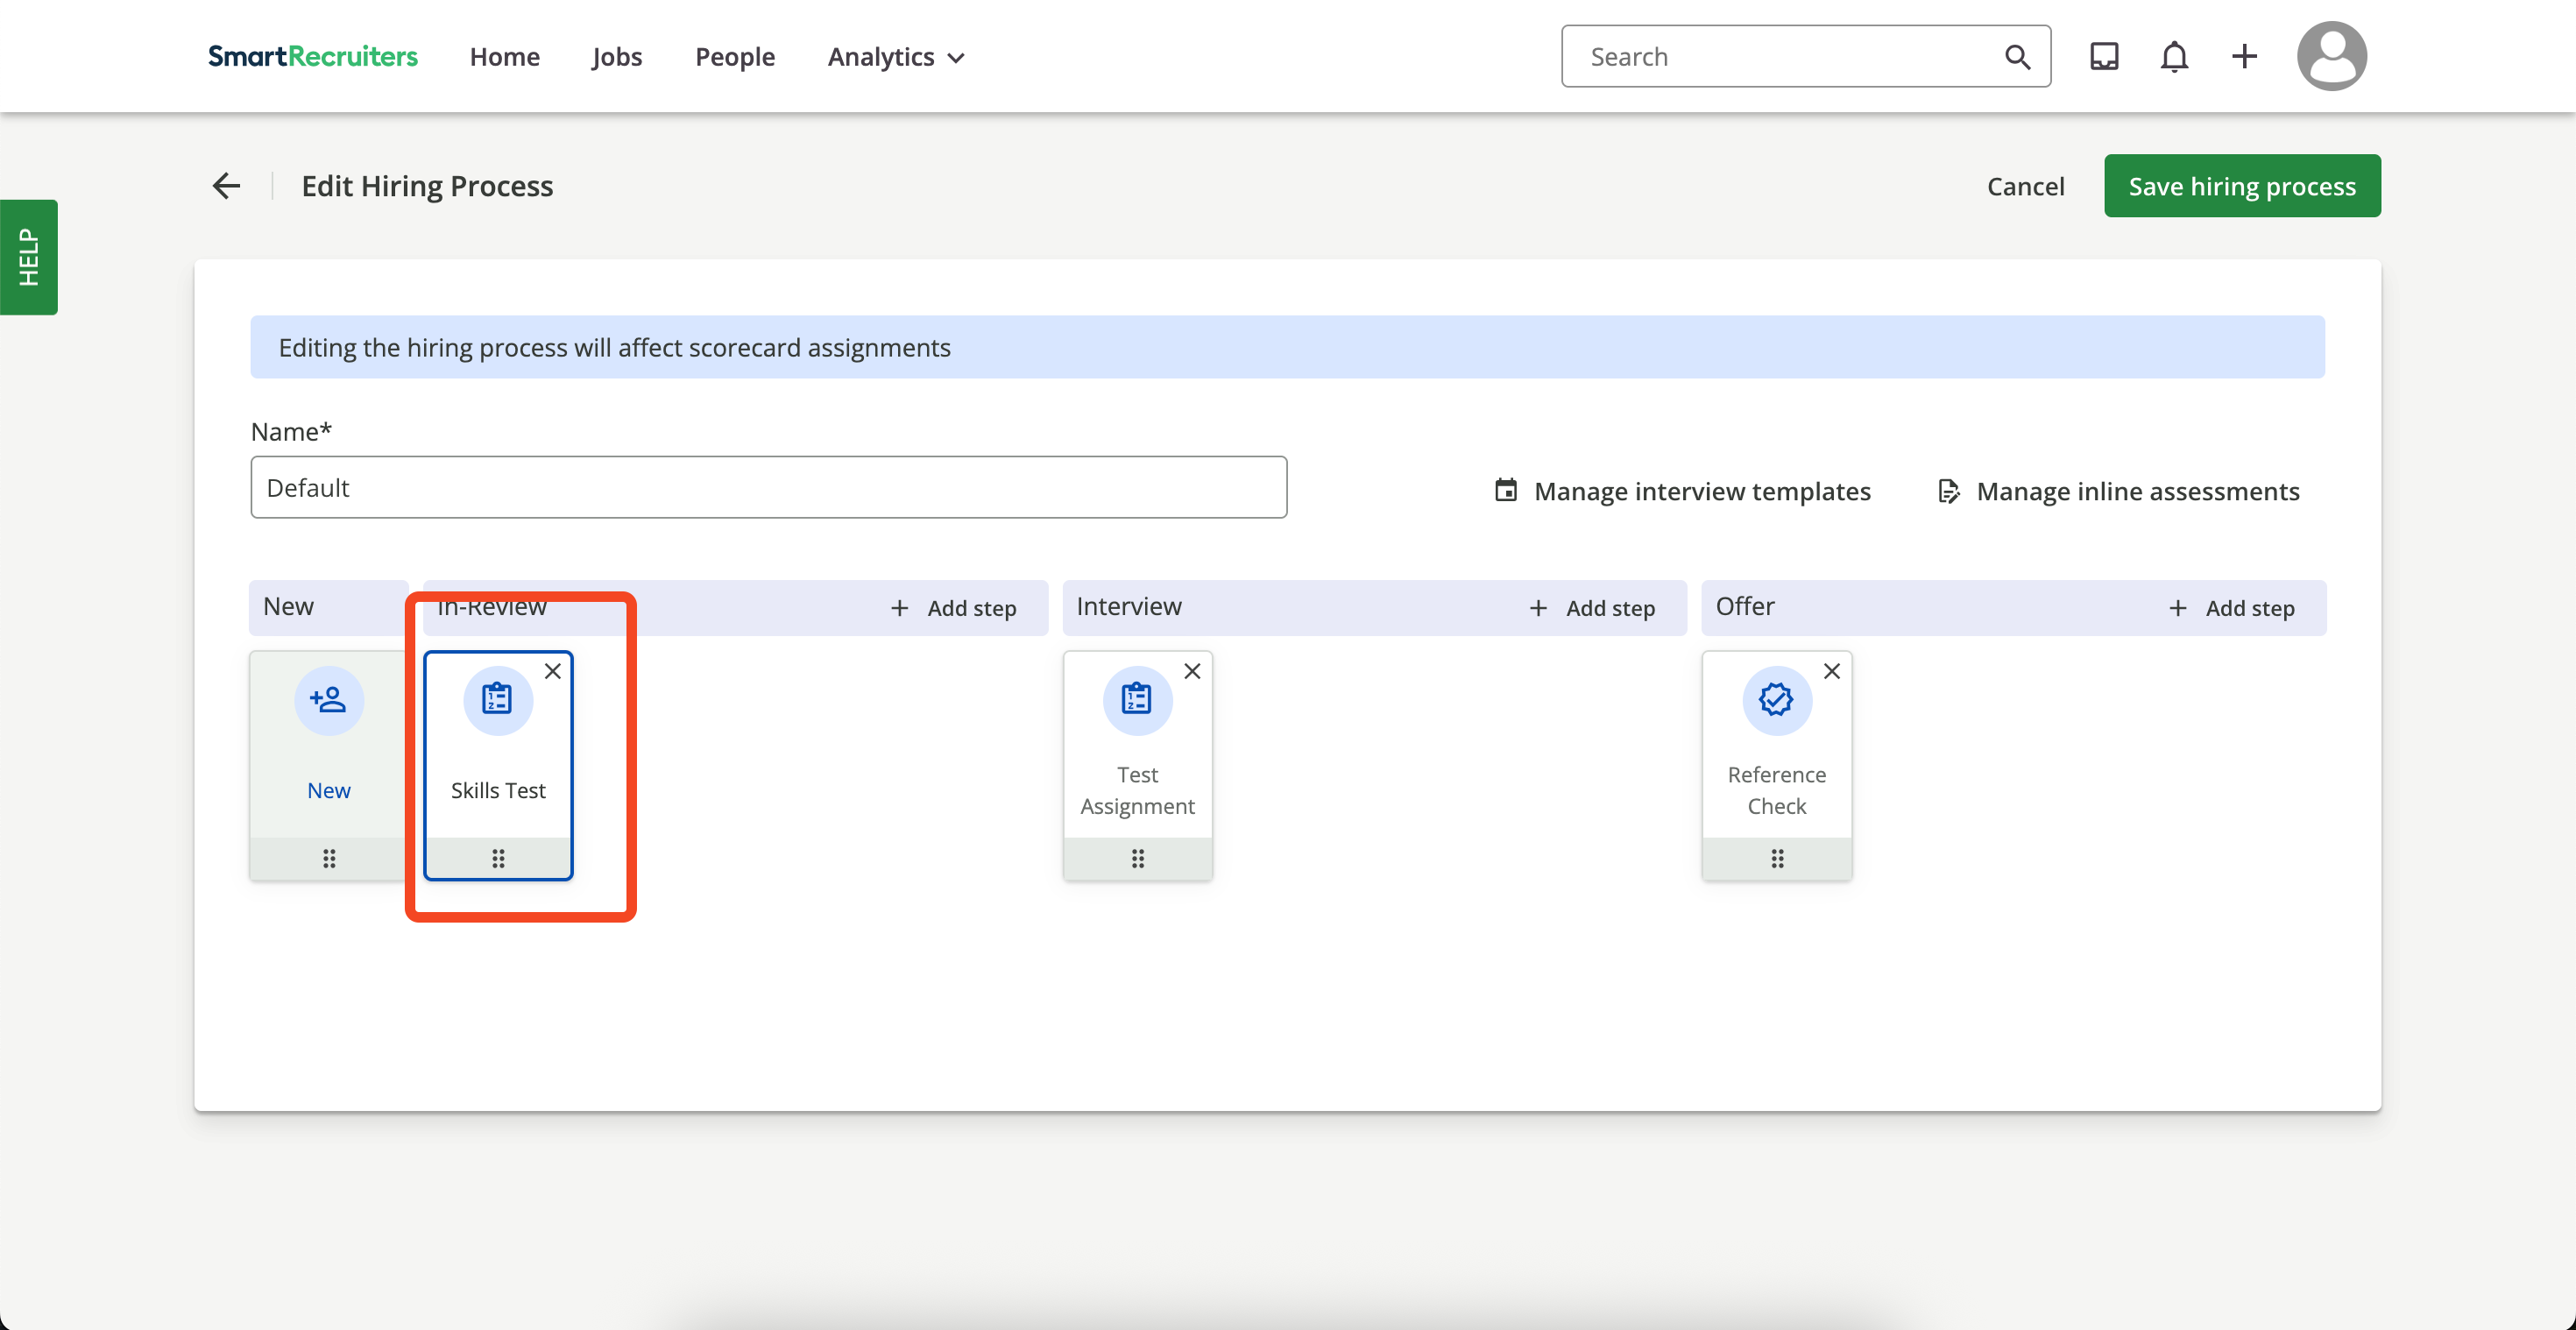 SmartRecruiters Home Jobs People Analytics Search
Edit Hiring Process Cancel Save hiring process
HELP
Editing the hiring process will affect scorecard assignments
Name*
Default
Manage interview templates Manage inline assessments
New In-Review + Add step Interview + Add step Offer + Add step
New
Skills Test
Test
Assignment
Reference
Check